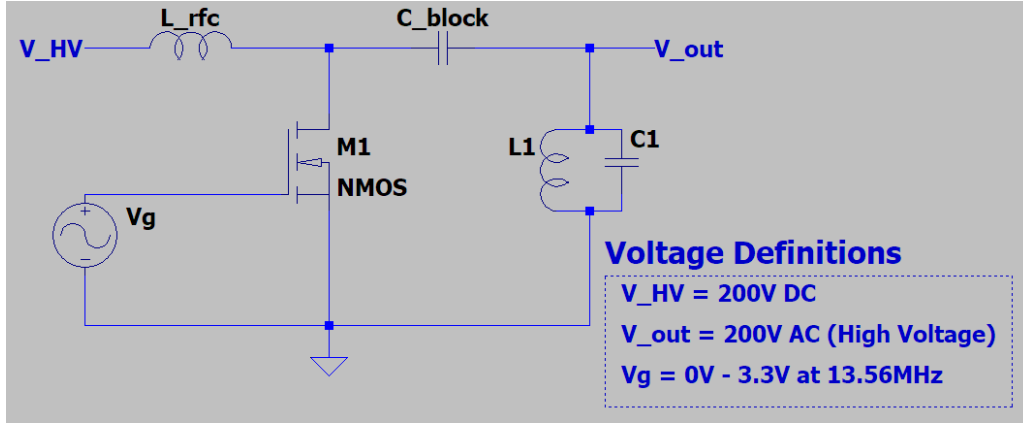 L_rfc
C_block
V_HV
V_out
M1
L1
C1
NMOS
Vg
+
–
Voltage Definitions
V_HV = 200V DC
V_out = 200V AC (High Voltage)
Vg = 0V - 3.3V at 13.56MHz